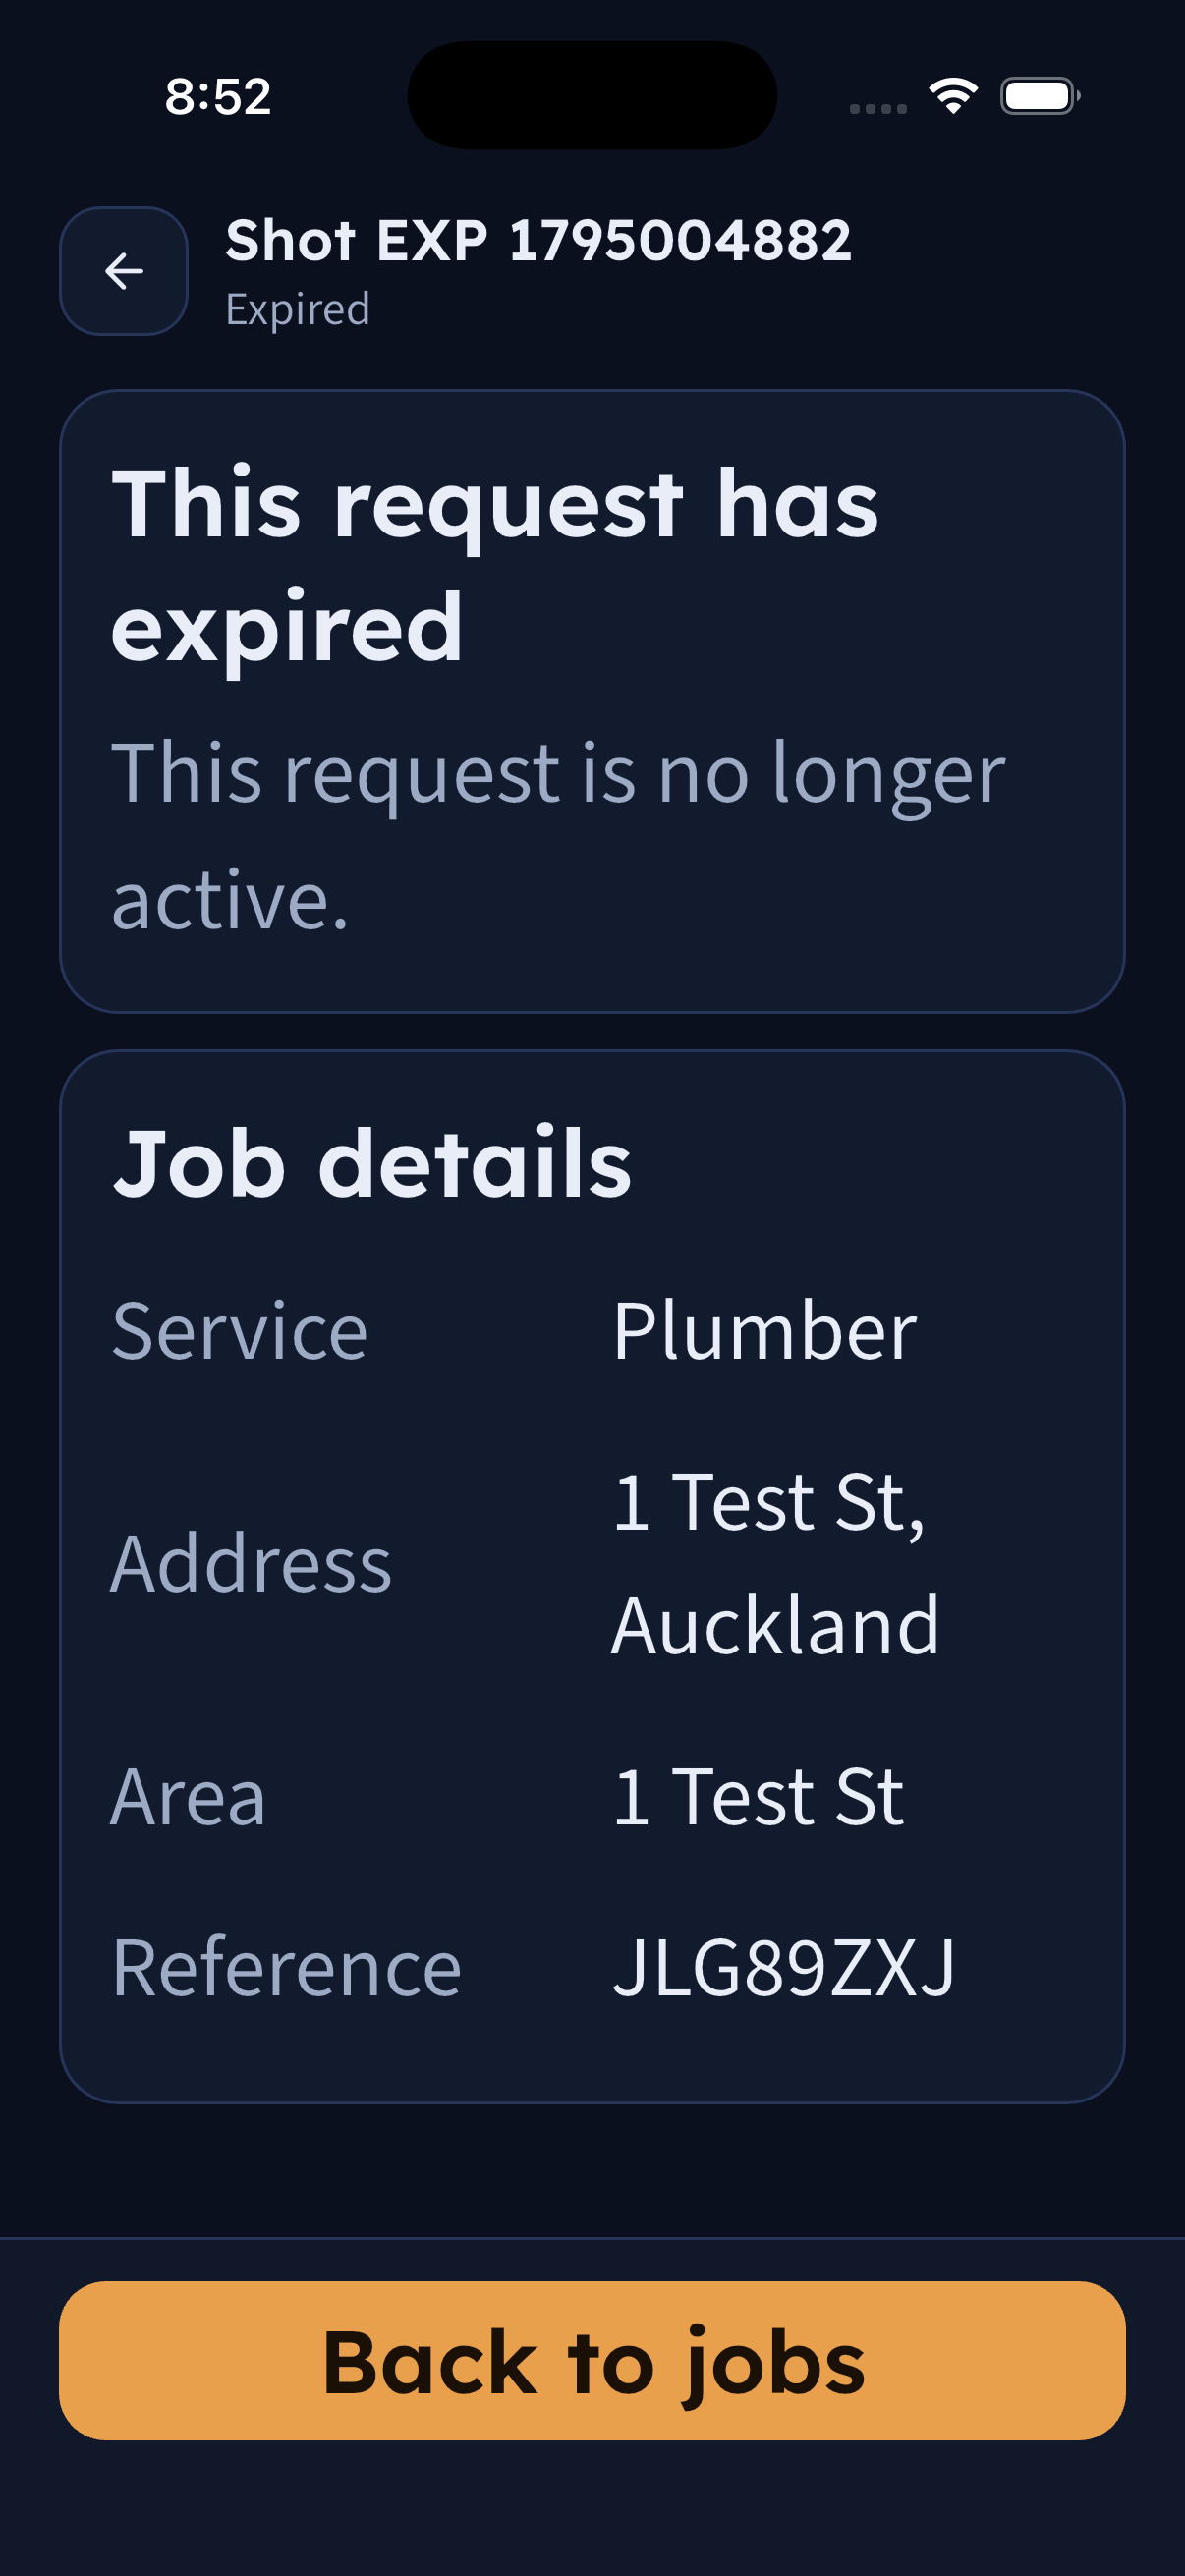 8:52
Shot EXP 1795004882
Expired
This request has
expired
This request is no longer
active.
Job details
Service Plumber
Address 1 Test St,
Auckland
Area 1 Test St
Reference JLG89ZXJ
Back to jobs